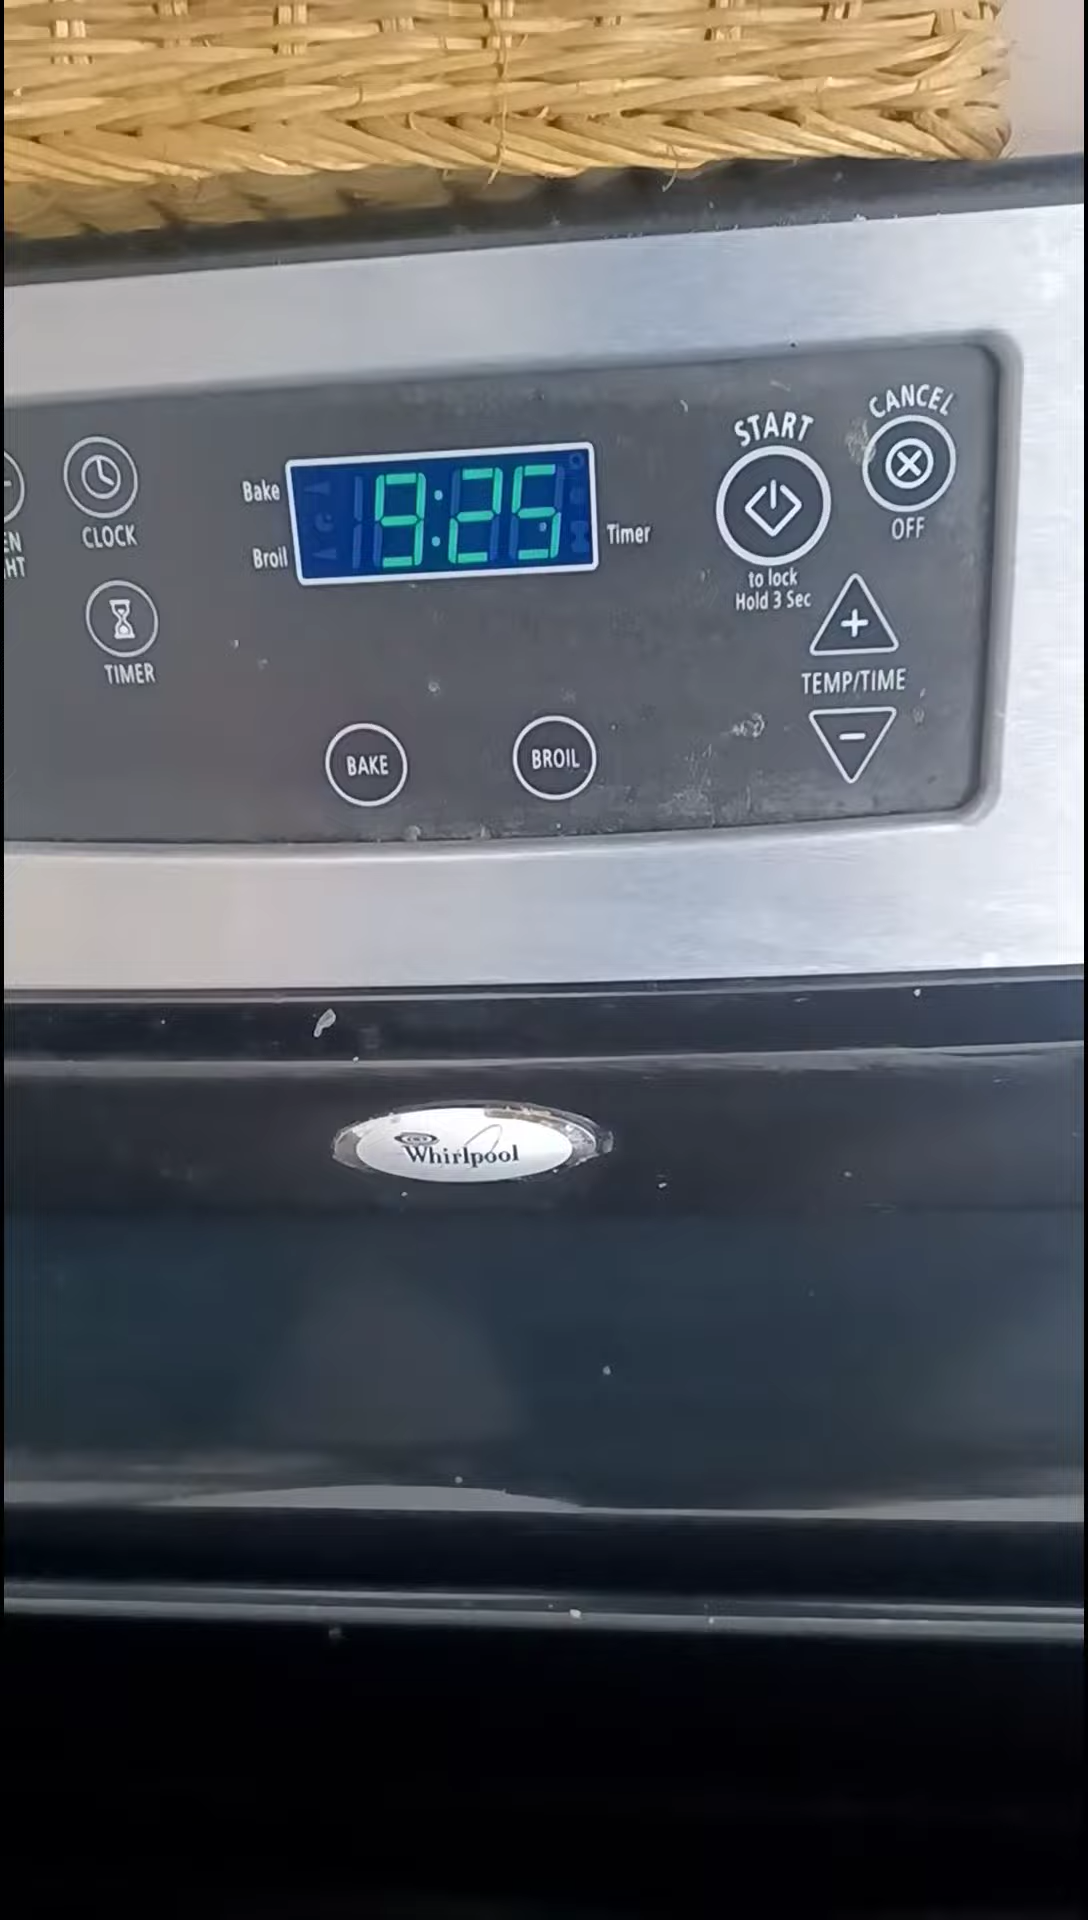 START
CANCEL
Bake
9:25
CLOCK
OFF
Broil
Timer
to lock
Hold 3 Sec
TIMER
TEMP/TIME
BAKE
BROIL
Whirlpool